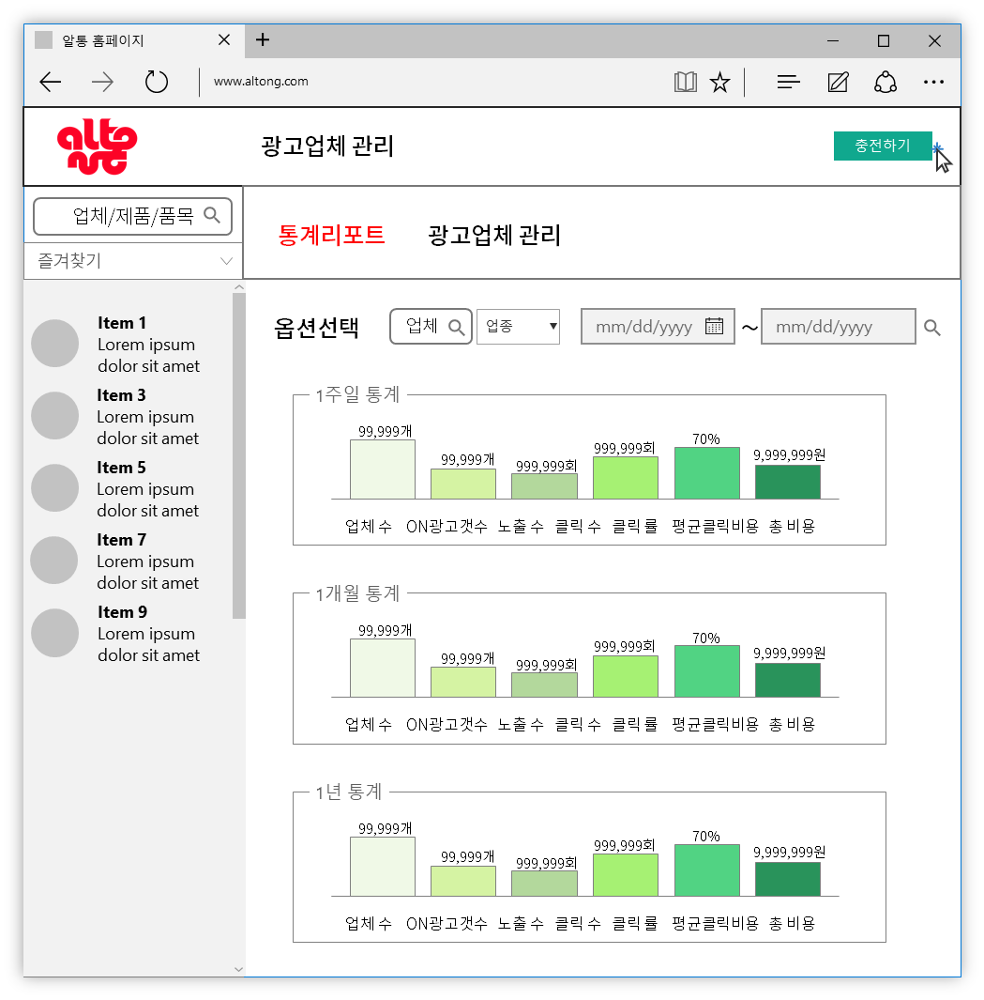 알통 홈페이지
www.altong.com
alto
ng
광고업체 관리
충전하기
업체/제품/품목
즐겨찾기
통계리포트 광고업체 관리
Item 1
Lorem ipsum
dolor sit amet
Item 3
Lorem ipsum
dolor sit amet
Item 5
Lorem ipsum
dolor sit amet
Item 7
Lorem ipsum
dolor sit amet
Item 9
Lorem ipsum
dolor sit amet
옵션선택 업체 업종 mm/dd/yyyy ~ mm/dd/yyyy
1주일 통계
99,999개 99,999개 999,999회 999,999회 70% 9,999,999원
업체 수 ON광고갯수 노출 수 클릭 수 클릭 률 평균클릭비용 총 비용
1개월 통계
99,999개 99,999개 999,999회 999,999회 70% 9,999,999원
업체 수 ON광고갯수 노출 수 클릭 수 클릭 률 평균클릭비용 총 비용
1년 통계
99,999개 99,999개 999,999회 999,999회 70% 9,999,999원
업체 수 ON광고갯수 노출 수 클릭 수 클릭 률 평균클릭비용 총 비용